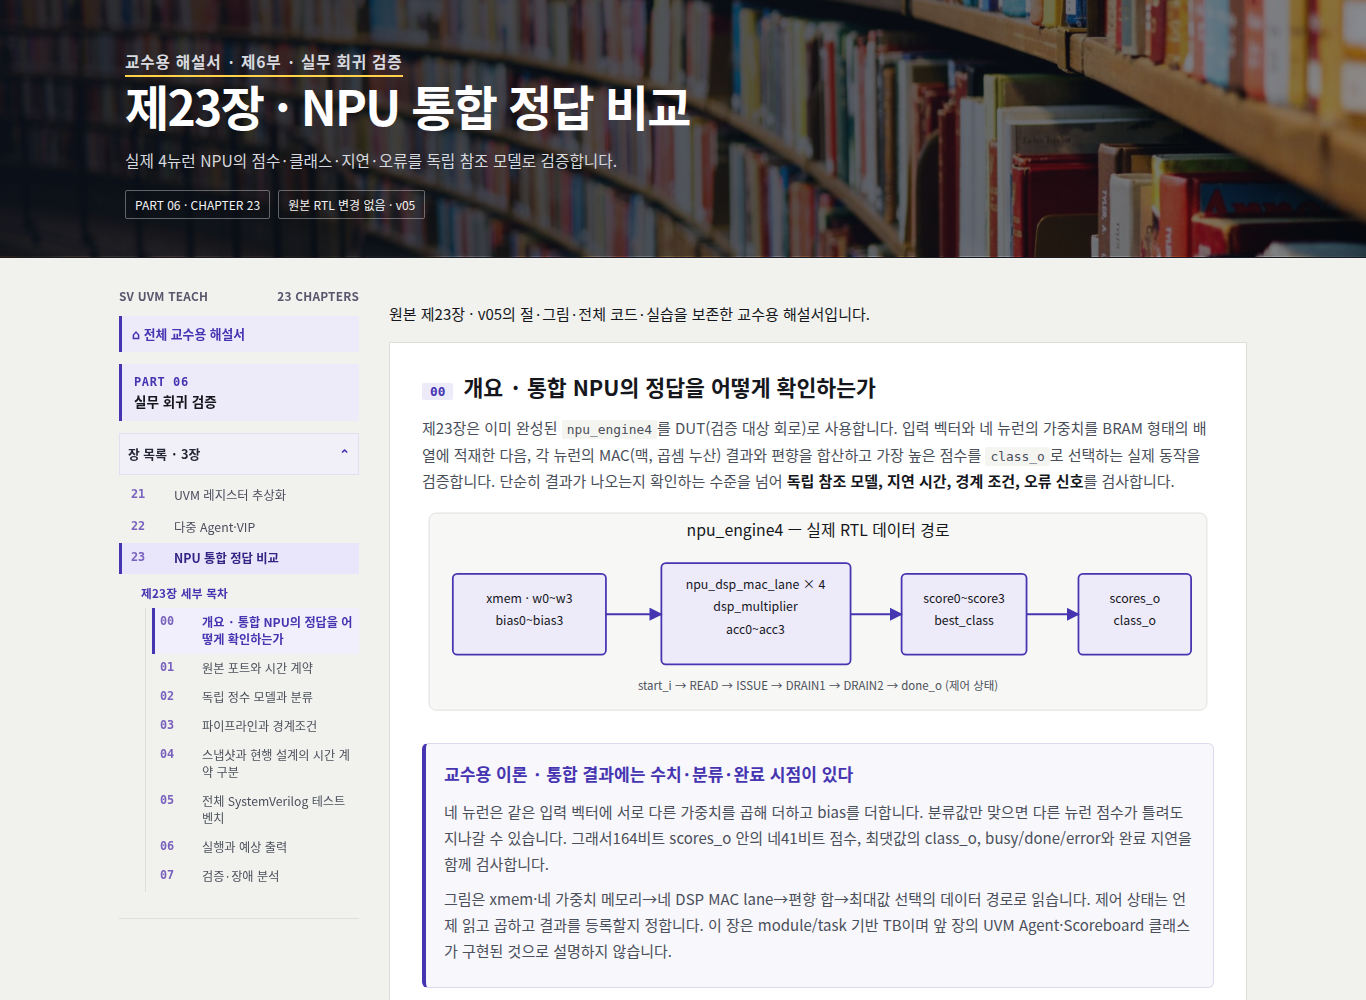 교수용 해설서 · 제6부 · 실무 회귀 검증
제23장 · NPU 통합 정답 비교
실제 4뉴런 NPU의 점수·클래스·지연·오류를 독립 참조 모델로 검증합니다.
PART 06 · CHAPTER 23
원본 RTL 변경 없음 · v05
SV UVM TEACH
23 CHAPTERS
⌂ 전체 교수용 해설서
PART 06
실무 회귀 검증
장 목록 · 3장
21 UVM 레지스터 추상화
22 다중 Agent·VIP
23 NPU 통합 정답 비교
제23장 세부 목차
00 개요 · 통합 NPU의 정답을 어
떻게 확인하는가
01 원본 포트와 시간 계약
02 독립 정수 모델과 분류
03 파이프라인과 경계조건
04 스냅샷과 현행 설계의 시간 계
약 구분
05 전체 SystemVerilog 테스트
벤치
06 실행과 예상 출력
07 검증·장애 분석
원본 제23장 · v05의 절·그림·전체 코드·실습을 보존한 교수용 해설서입니다.
00 개요 · 통합 NPU의 정답을 어떻게 확인하는가
제23장은 이미 완성된 npu_engine4를 DUT(검증 대상 회로)로 사용합니다. 입력 벡터와 네 뉴런의 가중치를 BRAM 형태의 배
열에 적재한 다음, 각 뉴런의 MAC(맥, 곱셈 누산) 결과와 편향을 합산하고 가장 높은 점수를 class_o로 선택하는 실제 동작을
검증합니다. 단순히 결과가 나오는지 확인하는 수준을 넘어 독립 참조 모델, 지연 시간, 경계 조건, 오류 신호를 검사합니다.
npu_engine4 — 실제 RTL 데이터 경로
xmem · w0~w3
bias0~bias3
npu_dsp_mac_lane × 4
dsp_multiplier
acc0~acc3
score0~score3
best_class
scores_o
class_o
start_i → READ → ISSUE → DRAIN1 → DRAIN2 → done_o (제어 상태)
교수용 이론 · 통합 결과에는 수치·분류·완료 시점이 있다
네 뉴런은 같은 입력 벡터에 서로 다른 가중치를 곱해 더하고 bias를 더합니다. 분류값만 맞으면 다른 뉴런 점수가 틀려도
지나갈 수 있습니다. 그래서164비트 scores_o 안의 네41비트 점수, 최댓값의 class_o, busy/done/error와 완료 지연을
함께 검사합니다.
그림은 xmem·네 가중치 메모리→네 DSP MAC lane→편향 합→최대값 선택의 데이터 경로로 읽습니다. 제어 상태는 언
제 읽고 곱하고 결과를 등록할지 정합니다. 이 장은 module/task 기반 TB이며 앞 장의 UVM Agent·Scoreboard 클래스
가 구현된 것으로 설명하지 않습니다.